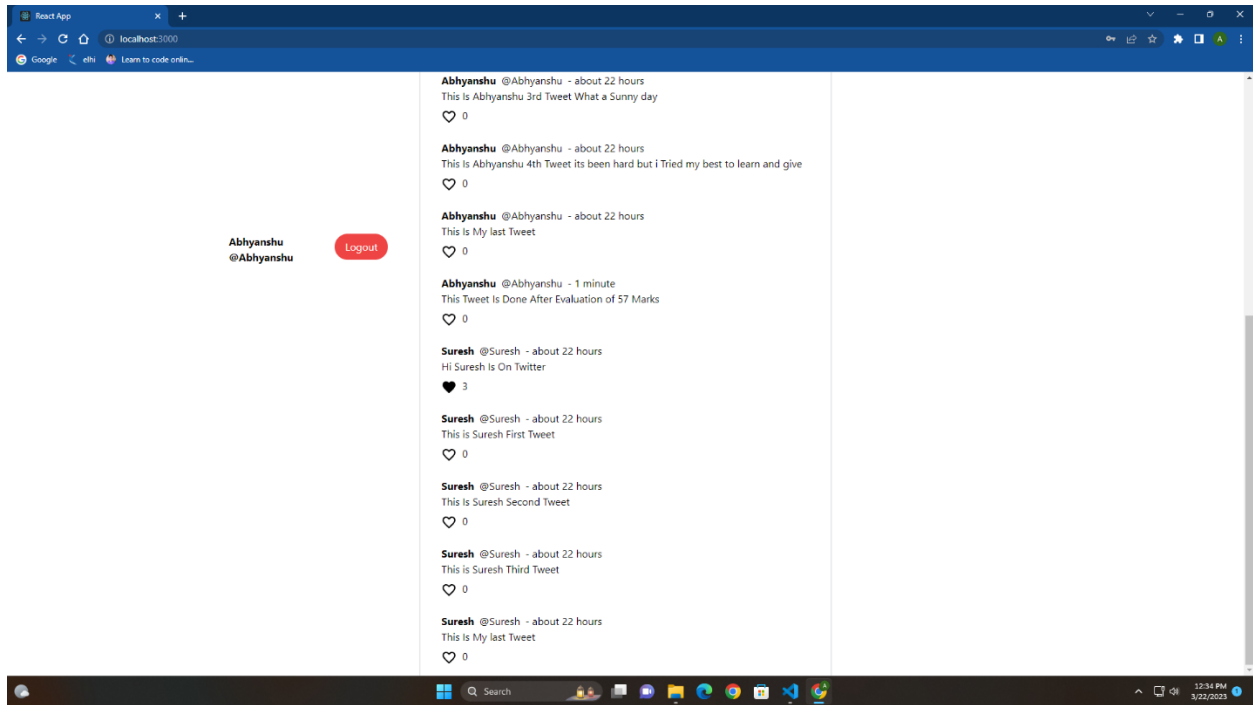 React App
localhost:3000
A
Google
elhi
Learn to code onlin...
Abhyanshu @Abhyanshu - about 22 hours
This Is Abhyanshu 3rd Tweet What a Sunny day
0
Abhyanshu @Abhyanshu - about 22 hours
This Is Abhyanshu 4th Tweet its been hard but i Tried my best to learn and give
0
Abhyanshu
@Abhyanshu
Logout
Abhyanshu @Abhyanshu - about 22 hours
This Is My last Tweet
0
Abhyanshu @Abhyanshu - 1 minute
This Tweet Is Done After Evaluation of 57 Marks
0
Suresh @Suresh - about 22 hours
Hi Suresh Is On Twitter
3
Suresh @Suresh - about 22 hours
This is Suresh First Tweet
0
Suresh @Suresh - about 22 hours
This Is Suresh Second Tweet
0
Suresh @Suresh - about 22 hours
This is Suresh Third Tweet
0
Suresh @Suresh - about 22 hours
This Is My last Tweet
0
Search
12:34 PM
3/22/2023
1